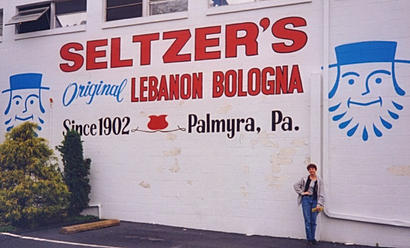 SELTZER'S
Original LEBANON BOLOGNA
Since 1902 Palmyra, Pa.